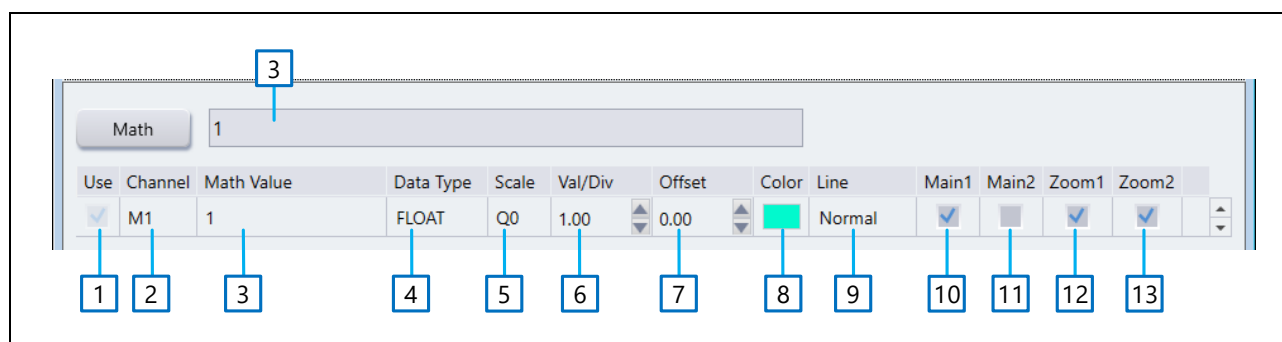 3
Math 1
Use Channel Math Value Data Type Scale Val/Div Offset Color Line Main1 Main2 Zoom1 Zoom2
M1 1 FLOAT Q0 1.00 0.00 Normal
1 2 3 4 5 6 7 8 9 10 11 12 13